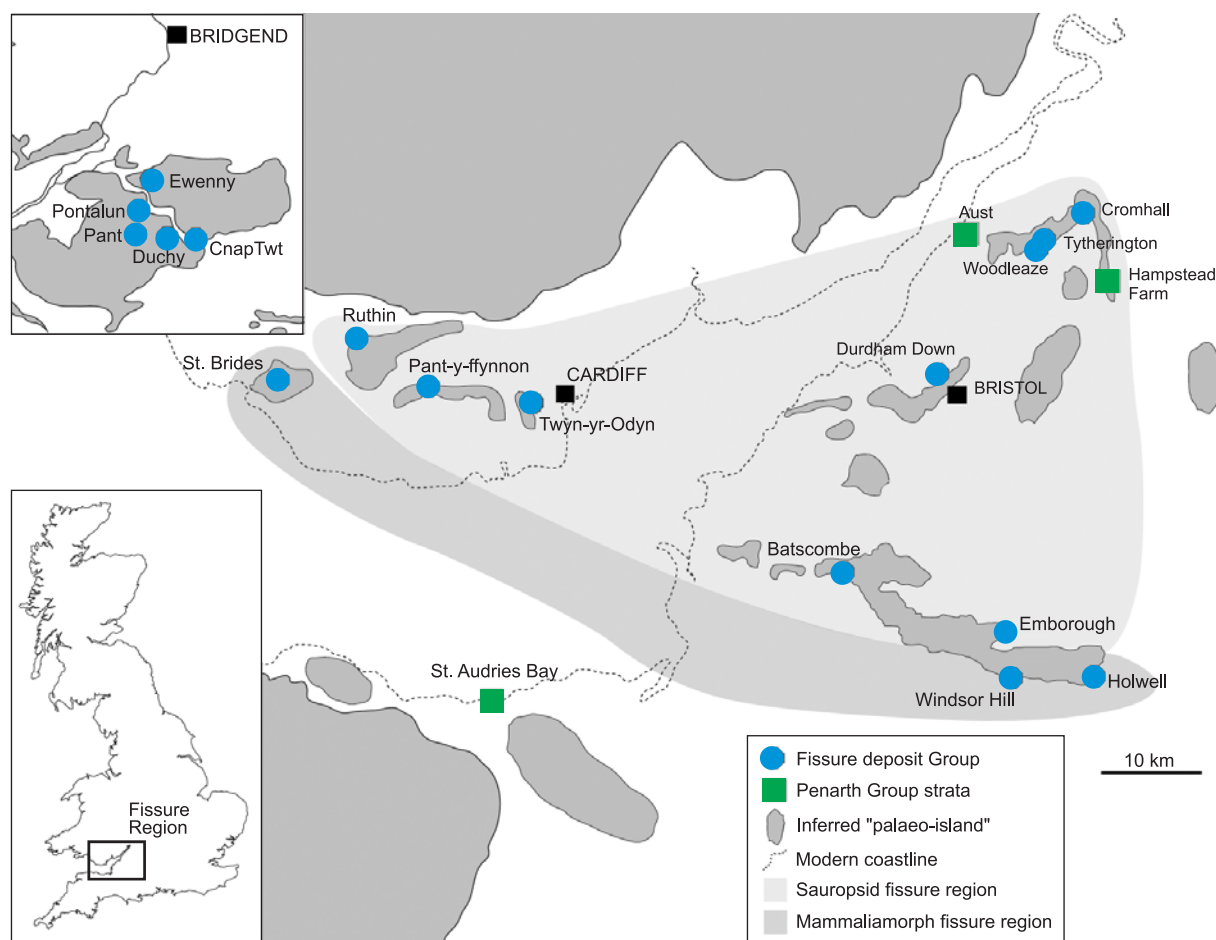 BRIDGEND
Ewenny
Pontalun
Pant
Duchy
CnapTwt
Cromhall
Aust
Tytherington
Woodleaze
Hampstead
Farm
Ruthin
St. Brides
Pant-y-ffynnon
CARDIFF
Durdham Down
BRISTOL
Twyn-yr-Odyn
Batscombe
Emborough
St. Audries Bay
Windsor Hill
Holwell
Fissure
Region
Fissure deposit Group
Penarth Group strata
Inferred "palaeo-island"
Modern coastline
Sauropsid fissure region
Mammaliamorph fissure region
10 km